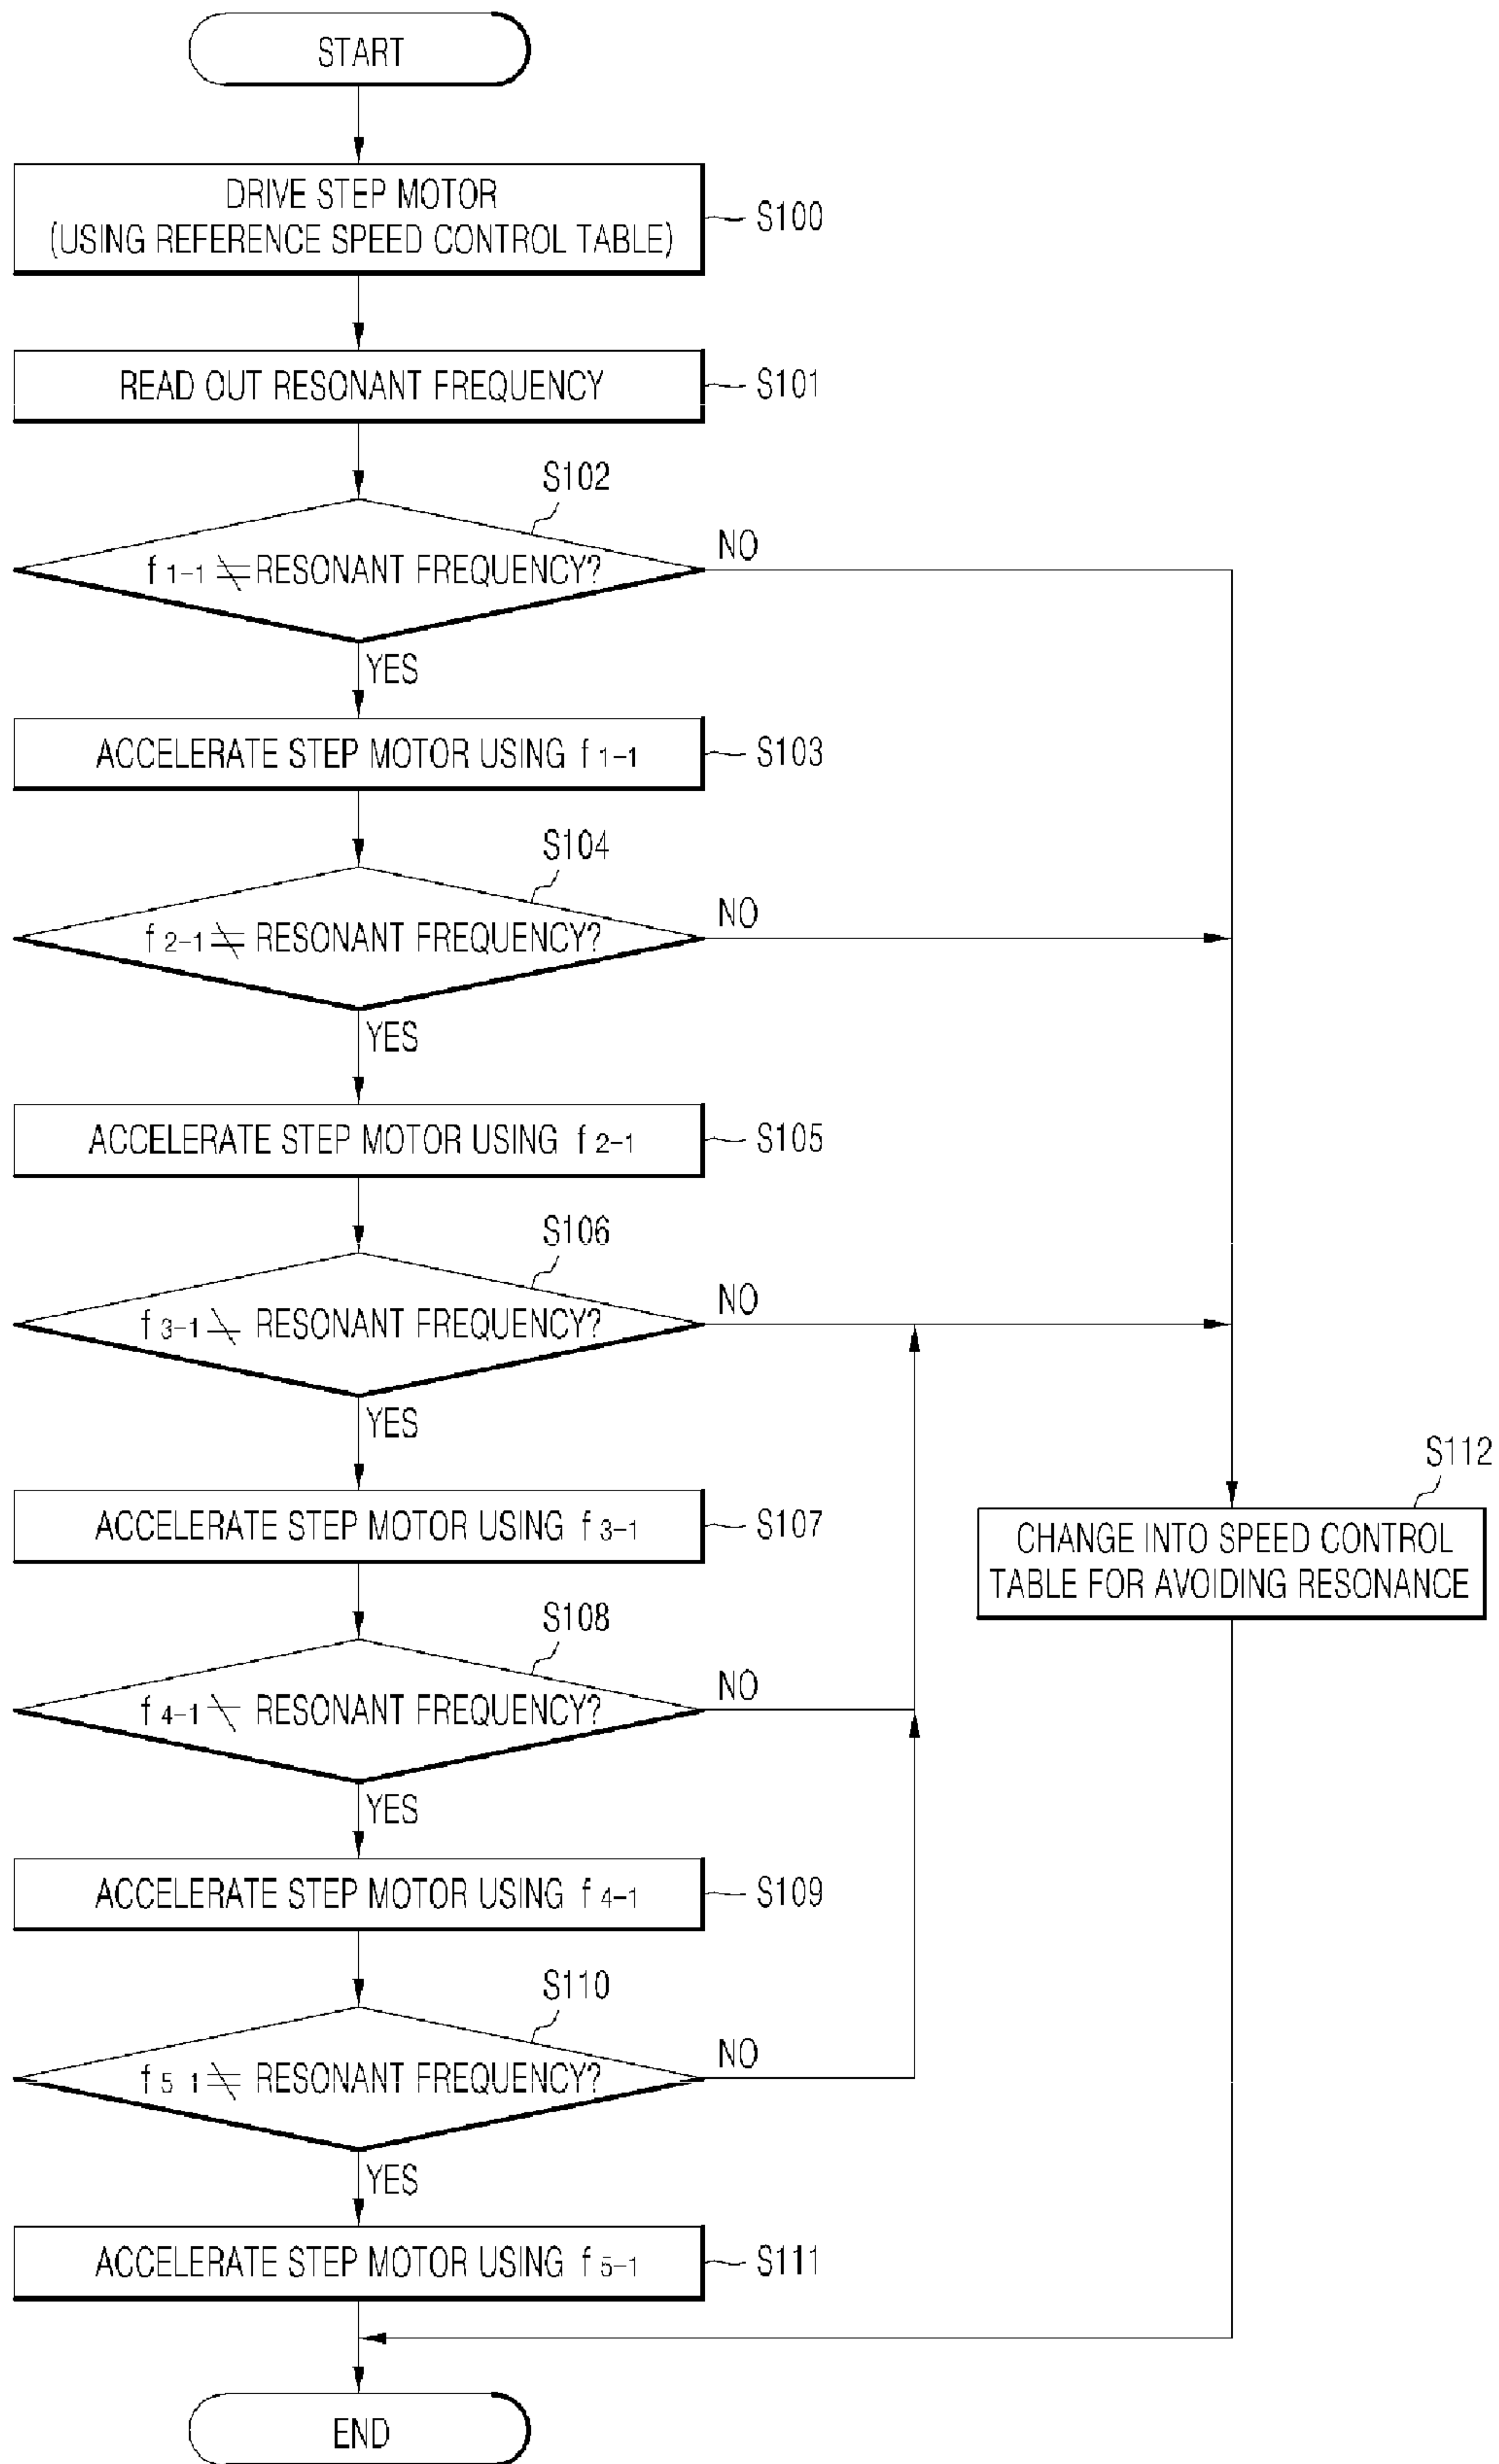 START
DRIVE STEP MOTOR
(USING REFERENCE SPEED CONTROL TABLE)
S100
READ OUT RESONANT FREQUENCY
S101
S102
f 1-1 ≠ RESONANT FREQUENCY?
NO
YES
ACCELERATE STEP MOTOR USING f 1-1
S103
S104
f 2-1 ≠ RESONANT FREQUENCY?
NO
YES
ACCELERATE STEP MOTOR USING f 2-1
S105
S106
f 3-1 ≠ RESONANT FREQUENCY?
NO
YES
ACCELERATE STEP MOTOR USING f 3-1
S107
S112
CHANGE INTO SPEED CONTROL
TABLE FOR AVOIDING RESONANCE
S108
f 4-1 ≠ RESONANT FREQUENCY?
NO
YES
ACCELERATE STEP MOTOR USING f 4-1
S109
S110
f 5 1 ≠ RESONANT FREQUENCY?
NO
YES
ACCELERATE STEP MOTOR USING f 5-1
S111
END